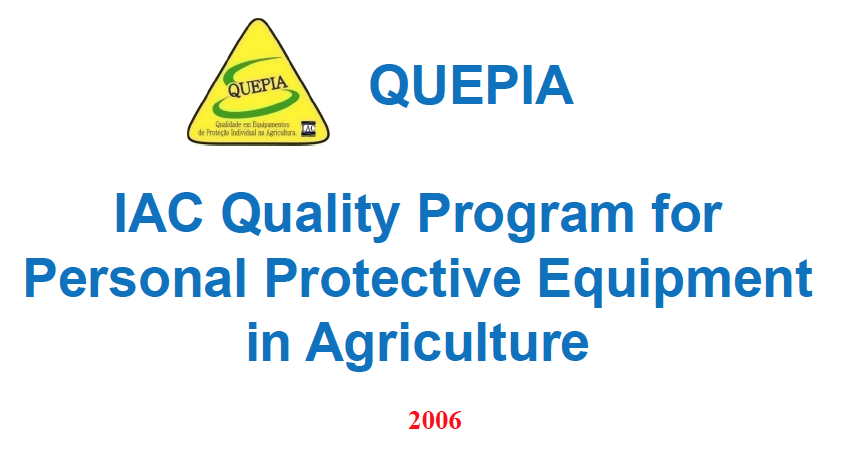 QUEPIA
QUEPIA
Qualidade em Equipamentos
de Proteção Individual na Agricultura.
IAC
IAC Quality Program for
Personal Protective Equipment
in Agriculture
2006